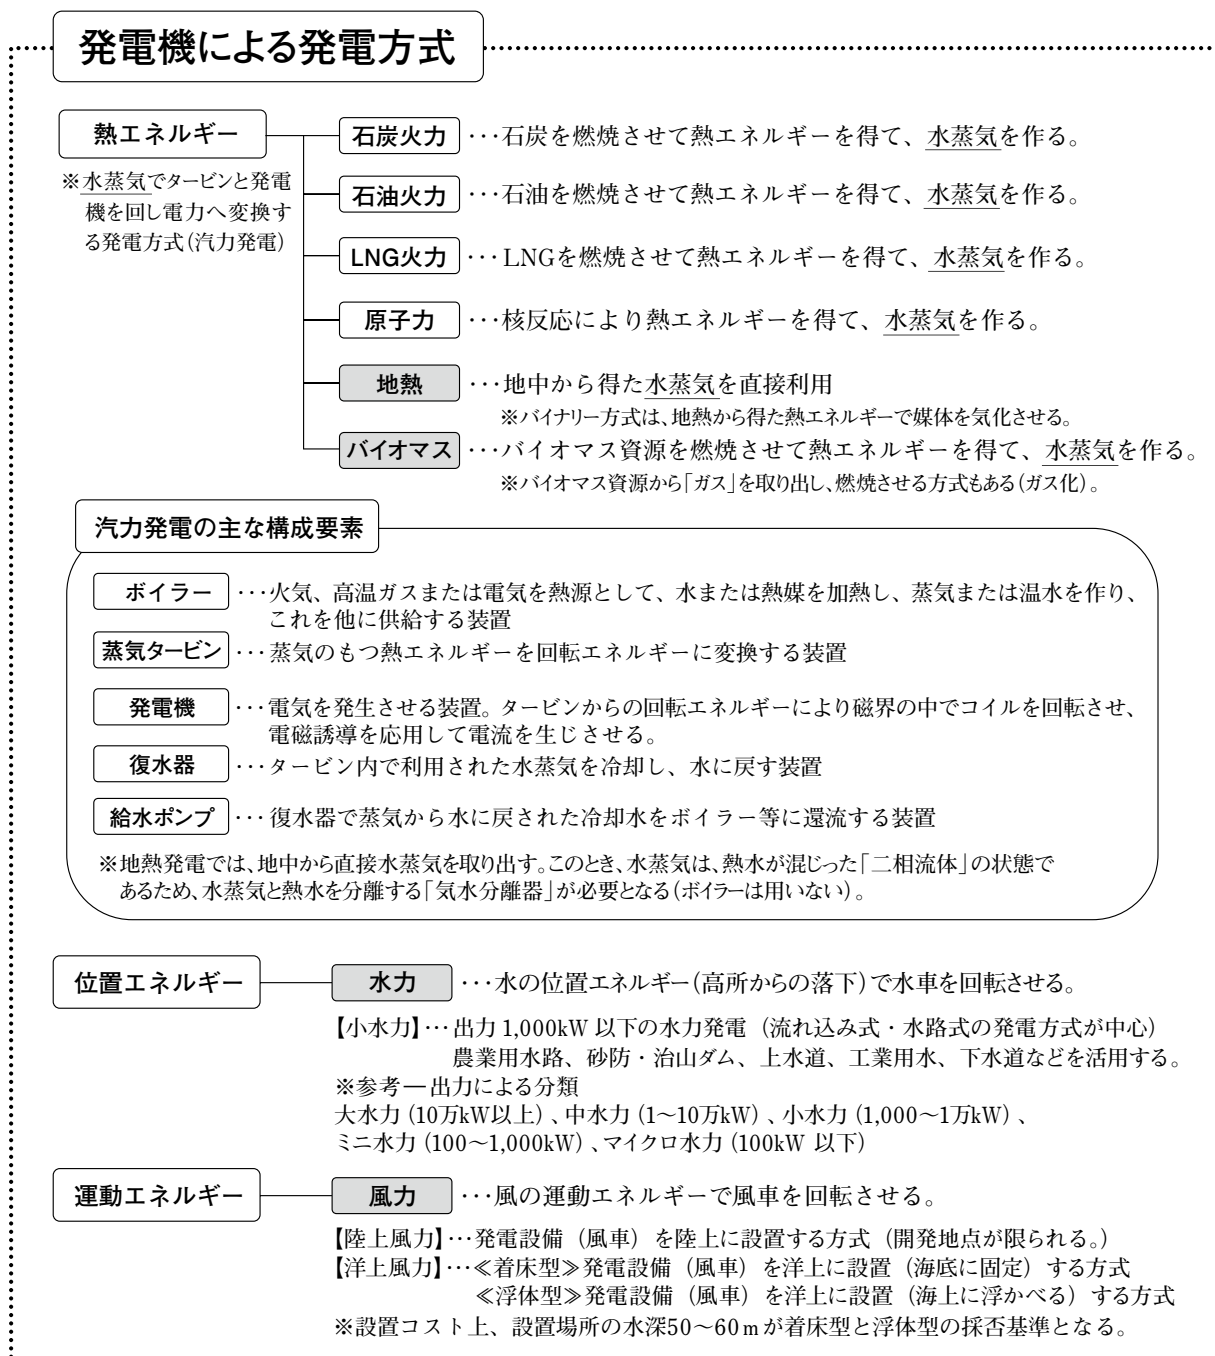 発電機による発電方式
熱エネルギー
※水蒸気でタービンと発電
機を回し電力へ変換す
る発電方式(汽力発電)
石炭火力 ･･･石炭を燃焼させて熱エネルギーを得て、水蒸気を作る。
石油火力 ･･･石油を燃焼させて熱エネルギーを得て、水蒸気を作る。
LNG火力 ･･･LNGを燃焼させて熱エネルギーを得て、水蒸気を作る。
原子力 ･･･核反応により熱エネルギーを得て、水蒸気を作る。
地熱 ･･･地中から得た水蒸気を直接利用
※バイナリー方式は、地熱から得た熱エネルギーで媒体を気化させる。
バイオマス ･･･バイオマス資源を燃焼させて熱エネルギーを得て、水蒸気を作る。
※バイオマス資源から「ガス」を取り出し、燃焼させる方式もある(ガス化)。
汽力発電の主な構成要素
ボイラー ･･･火気、高温ガスまたは電気を熱源として、水または熱媒を加熱し、蒸気または温水を作り、
これを他に供給する装置
蒸気タービン ･･･蒸気のもつ熱エネルギーを回転エネルギーに変換する装置
発電機 ･･･電気を発生させる装置。タービンからの回転エネルギーにより磁界の中でコイルを回転させ、
電磁誘導を応用して電流を生じさせる。
復水器 ･･･タービン内で利用された水蒸気を冷却し、水に戻す装置
給水ポンプ ･･･復水器で蒸気から水に戻された冷却水をボイラー等に還流する装置
※地熱発電では、地中から直接水蒸気を取り出す。このとき、水蒸気は、熱水が混じった「二相流体」の状態で
あるため、水蒸気と熱水を分離する「気水分離器」が必要となる(ボイラーは用いない)。
位置エネルギー 水力 ･･･水の位置エネルギー(高所からの落下)で水車を回転させる。
【小水力】…出力1,000kW以下の水力発電(流れ込み式・水路式の発電方式が中心)
農業用水路、砂防・治山ダム、上水道、工業用水、下水道などを活用する。
※参考―出力による分類
大水力(10万kW以上)、中水力(1～10万kW)、小水力(1,000～1万kW)、
ミニ水力(100～1,000kW)、マイクロ水力(100kW 以下)
運動エネルギー 風力 ･･･風の運動エネルギーで風車を回転させる。
【陸上風力】…発電設備(風車)を陸上に設置する方式(開発地点が限られる。)
【洋上風力】…≪着床型≫発電設備(風車)を洋上に設置(海底に固定)する方式
≪浮体型≫発電設備(風車)を洋上に設置(海上に浮かべる)する方式
※設置コスト上、設置場所の水深50～60mが着床型と浮体型の採否基準となる。